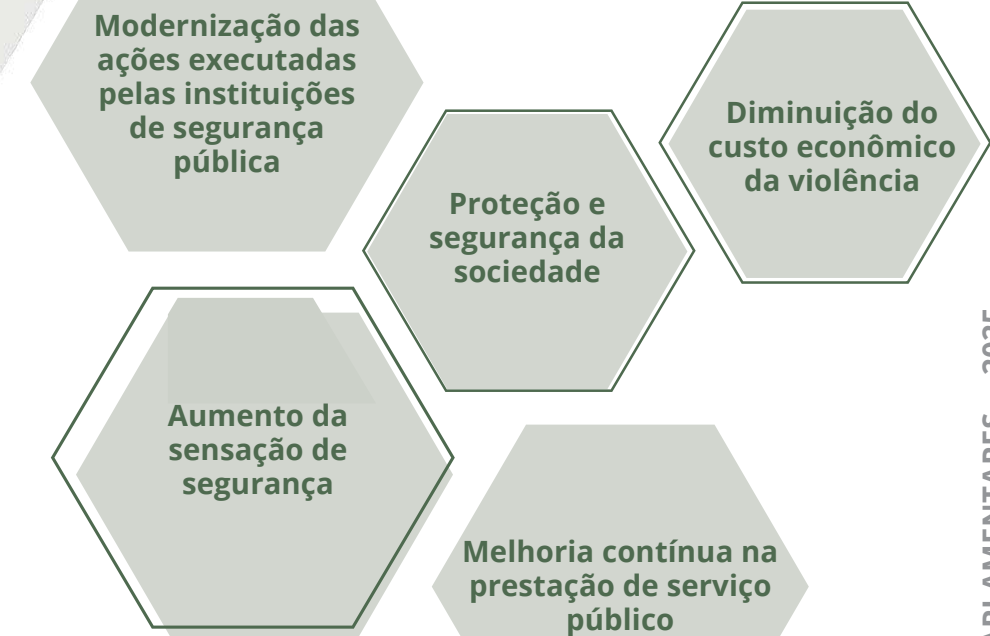 Modernização das
ações executadas
pelas instituições
de segurança
pública
Diminuição do
custo econômico
da violência
Proteção e
segurança da
sociedade
Aumento da
sensação de
segurança
Melhoria contínua na
prestação de serviço
público